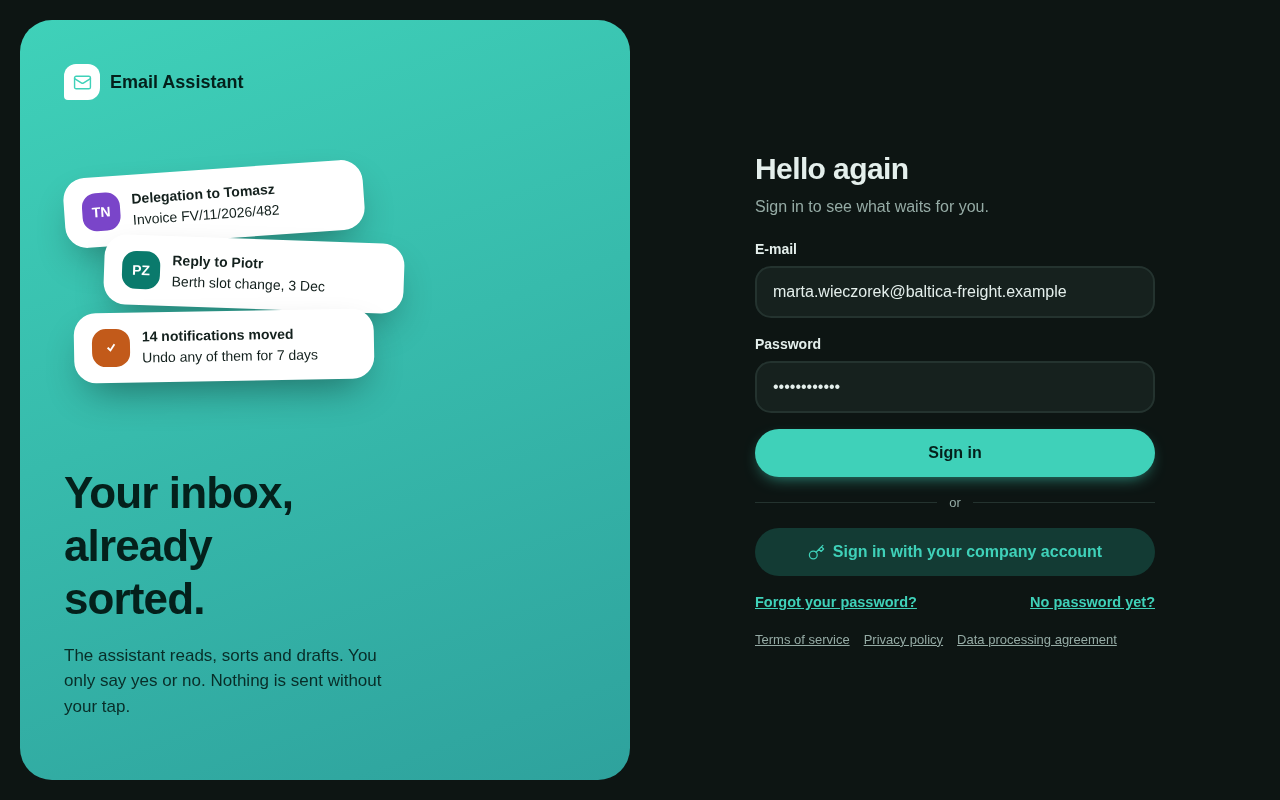 Email Assistant
TN
Delegation to Tomasz
Invoice FV/11/2026/482
PZ
Reply to Piotr
Berth slot change, 3 Dec
14 notifications moved
Undo any of them for 7 days
Your inbox,
already
sorted.
The assistant reads, sorts and drafts. You
only say yes or no. Nothing is sent without
your tap.
Hello again
Sign in to see what waits for you.
E-mail
marta.wieczorek@baltica-freight.example
Password
••••••••••••
Sign in
or
Sign in with your company account
Forgot your password? No password yet?
Terms of service Privacy policy Data processing agreement